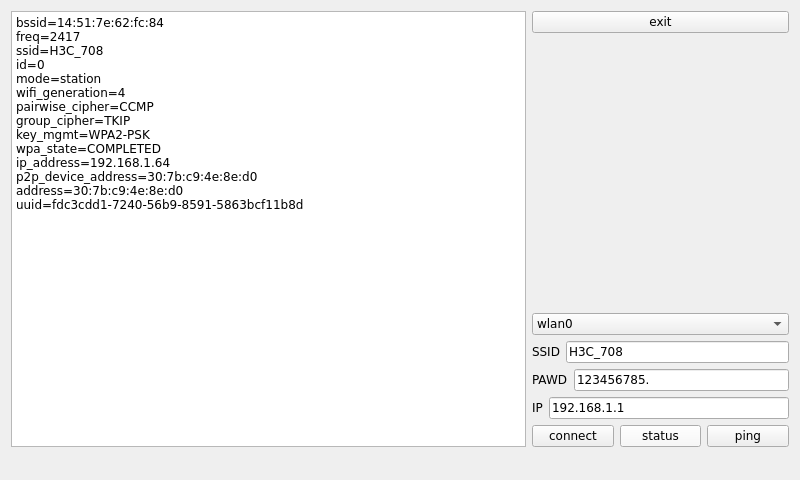 bssid=14:51:7e:62:fc:84
freq=2417
ssid=H3C_708
id=0
mode=station
wifi_generation=4
pairwise_cipher=CCMP
group_cipher=TKIP
key_mgmt=WPA2-PSK
wpa_state=COMPLETED
ip_address=192.168.1.64
p2p_device_address=30:7b:c9:4e:8e:d0
address=30:7b:c9:4e:8e:d0
uuid=fdc3cdd1-7240-56b9-8591-5863bcf11b8d
exit
wlan0
SSID H3C_708
PAWD 123456785.
IP 192.168.1.1
connect status ping